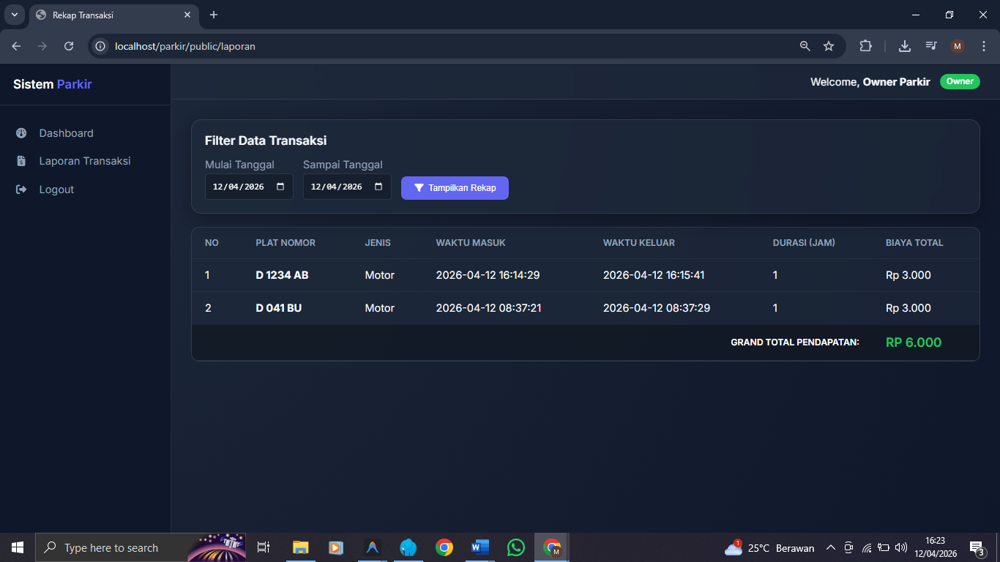 Rekap Transaksi
localhost/parkir/public/laporan
M
Sistem Parkir
Welcome, Owner Parkir Owner
Dashboard
Laporan Transaksi
Logout
Filter Data Transaksi
Mulai Tanggal Sampai Tanggal
12/04/2026 12/04/2026 Tampilkan Rekap
NO PLAT NOMOR JENIS WAKTU MASUK WAKTU KELUAR DURASI (JAM) BIAYA TOTAL
1 D 1234 AB Motor 2026-04-12 16:14:29 2026-04-12 16:15:41 1 Rp 3.000
2 D 041 BU Motor 2026-04-12 08:37:21 2026-04-12 08:37:29 1 Rp 3.000
GRAND TOTAL PENDAPATAN: RP 6.000
Type here to search
W
M
1
25°C Berawan
16:23
12/04/2026
3